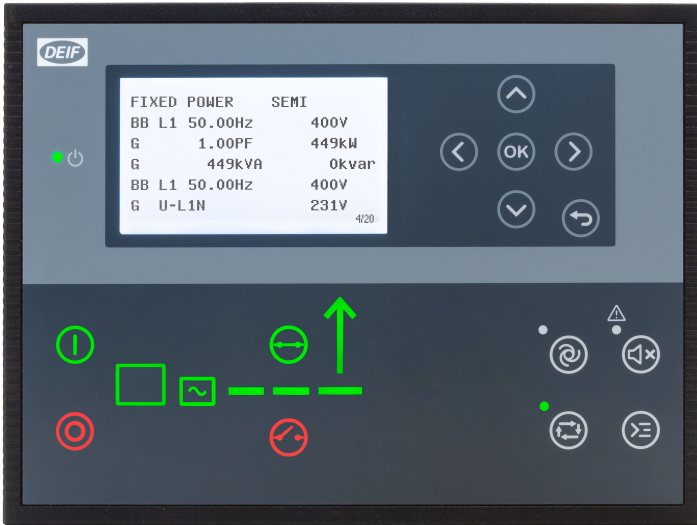 DEIF
FIXED POWER SEMI
BB L1 50.00Hz 400V
G 1.00PF 449kW
G 449kVA 0kvar
BB L1 50.00Hz 400V
G U-L1N 231V
4/20
OK